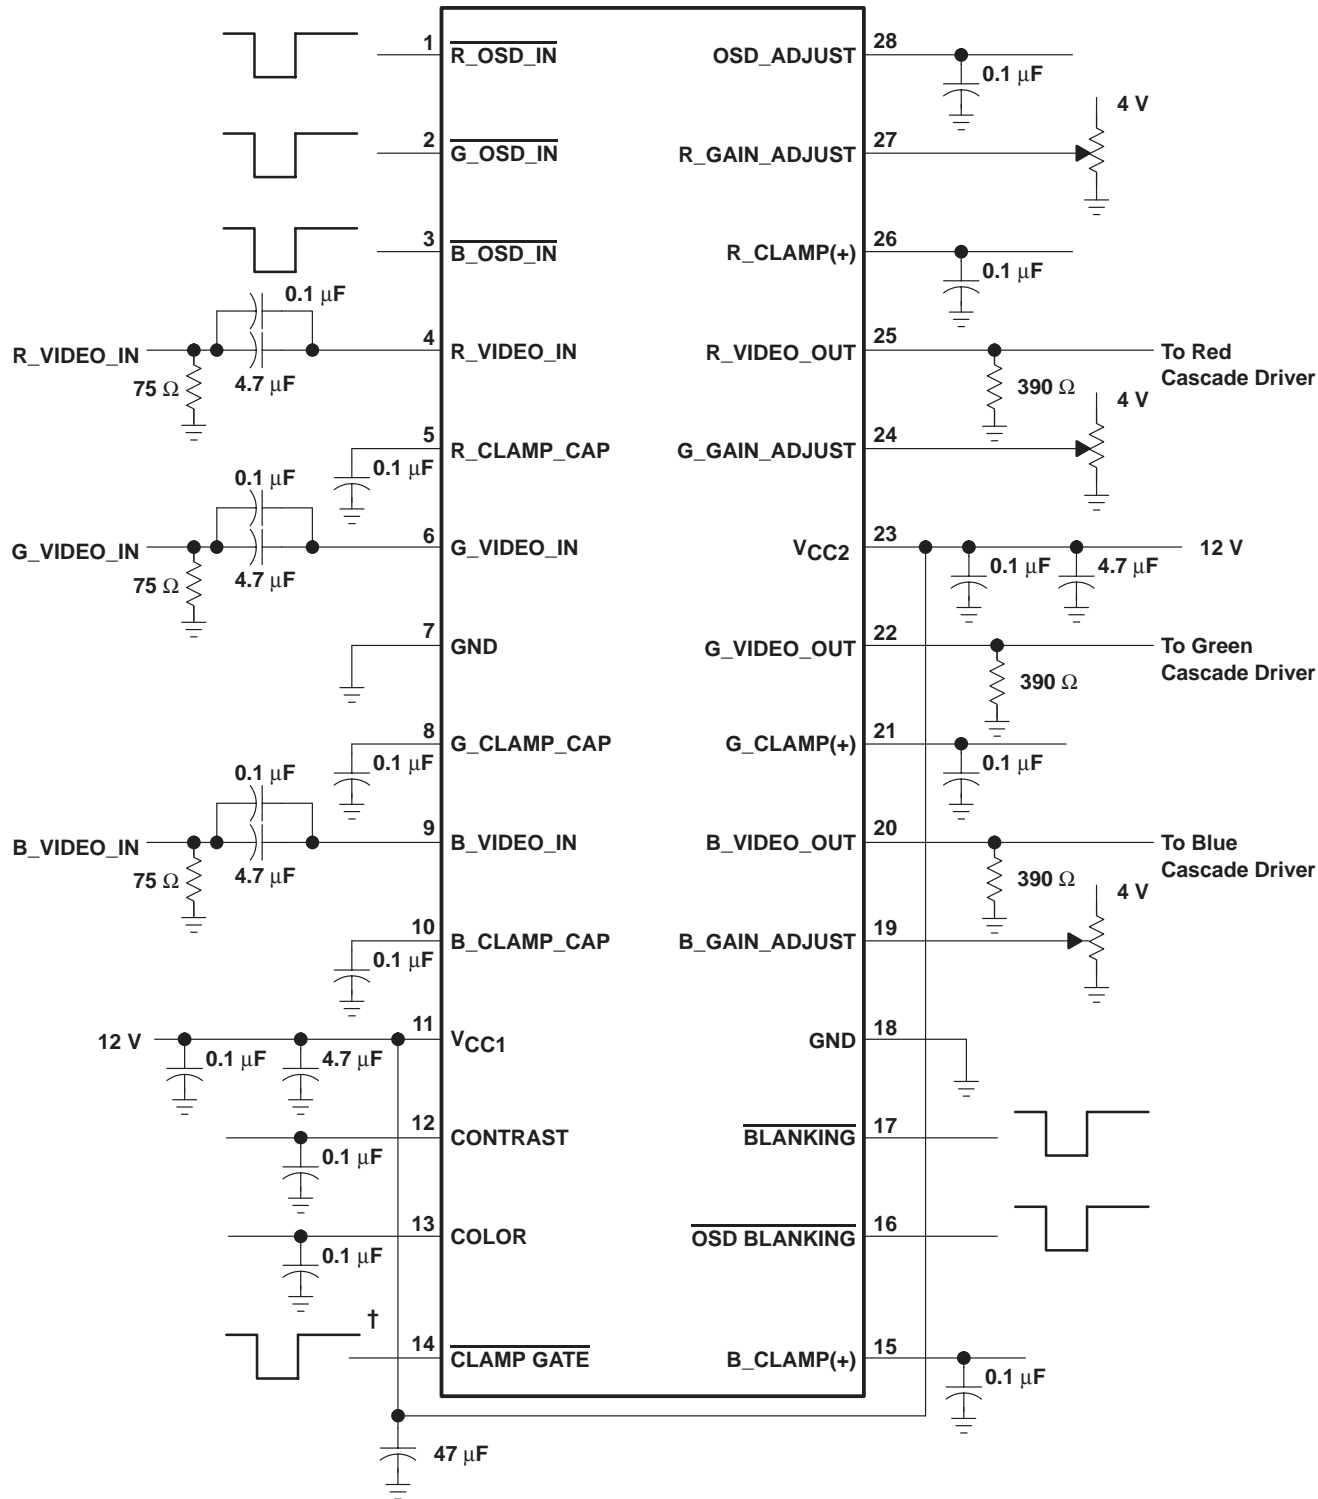 1 R_OSD_IN
OSD_ADJUST 28
0.1 μF
4 V
2 G_OSD_IN
R_GAIN_ADJUST 27
3 B_OSD_IN
R_CLAMP(+) 26
0.1 μF
0.1 μF
R_VIDEO_IN
4 R_VIDEO_IN
R_VIDEO_OUT 25
To Red
Cascade Driver
75 Ω
4.7 μF
390 Ω
4 V
5 R_CLAMP_CAP
0.1 μF
G_GAIN_ADJUST 24
0.1 μF
G_VIDEO_IN
6 G_VIDEO_IN
VCC2 23
12 V
75 Ω
4.7 μF
0.1 μF
4.7 μF
7 GND
G_VIDEO_OUT 22
To Green
Cascade Driver
390 Ω
8 G_CLAMP_CAP
0.1 μF
G_CLAMP(+) 21
0.1 μF
0.1 μF
B_VIDEO_IN
9 B_VIDEO_IN
B_VIDEO_OUT 20
To Blue
Cascade Driver
75 Ω
4.7 μF
390 Ω
4 V
10 B_CLAMP_CAP
0.1 μF
B_GAIN_ADJUST 19
12 V
11 VCC1
0.1 μF
4.7 μF
GND 18
12 CONTRAST
0.1 μF
BLANKING 17
13 COLOR
0.1 μF
OSD BLANKING 16
†
14 CLAMP GATE
B_CLAMP(+) 15
0.1 μF
47 μF